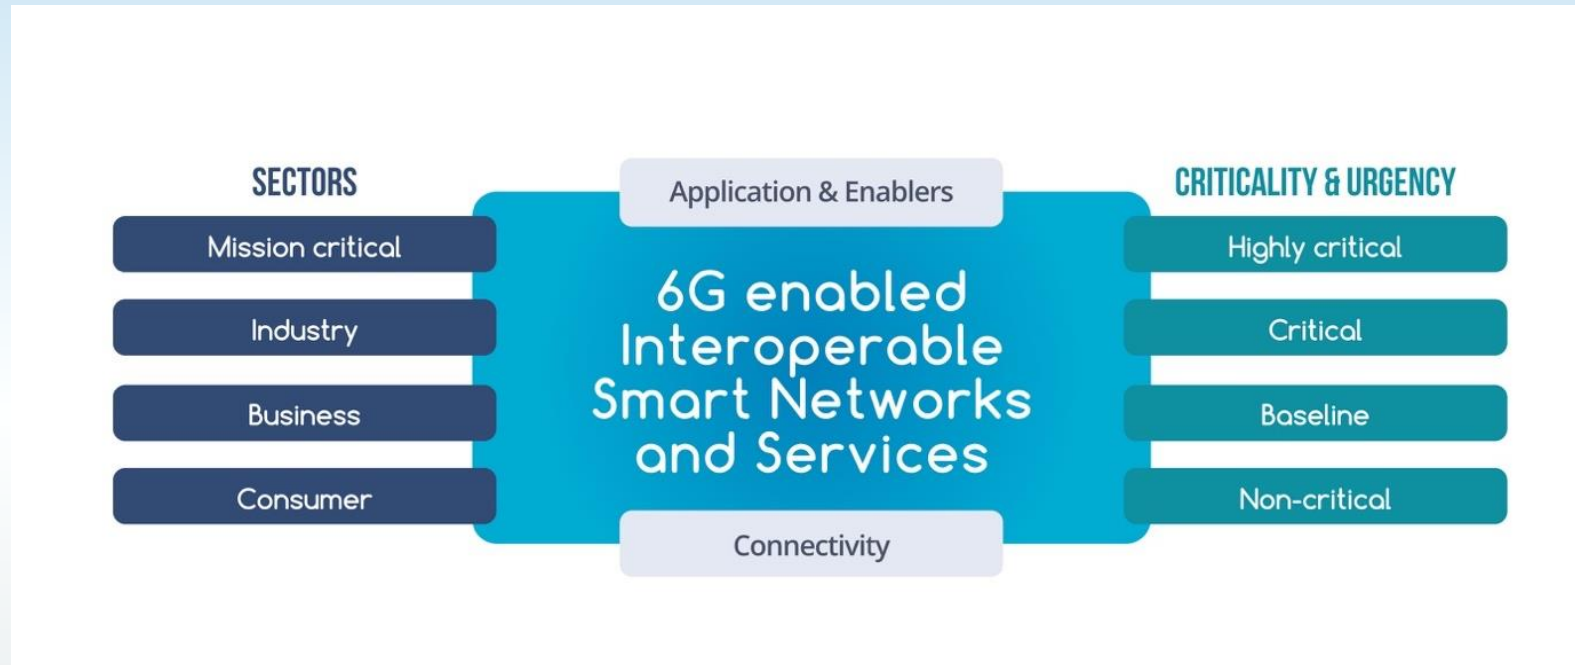 SECTORS
Mission critical
Industry
Business
Consumer
Application & Enablers
6G enabled
Interoperable
Smart Networks
and Services
Connectivity
CRITICALITY & URGENCY
Highly critical
Critical
Baseline
Non-critical